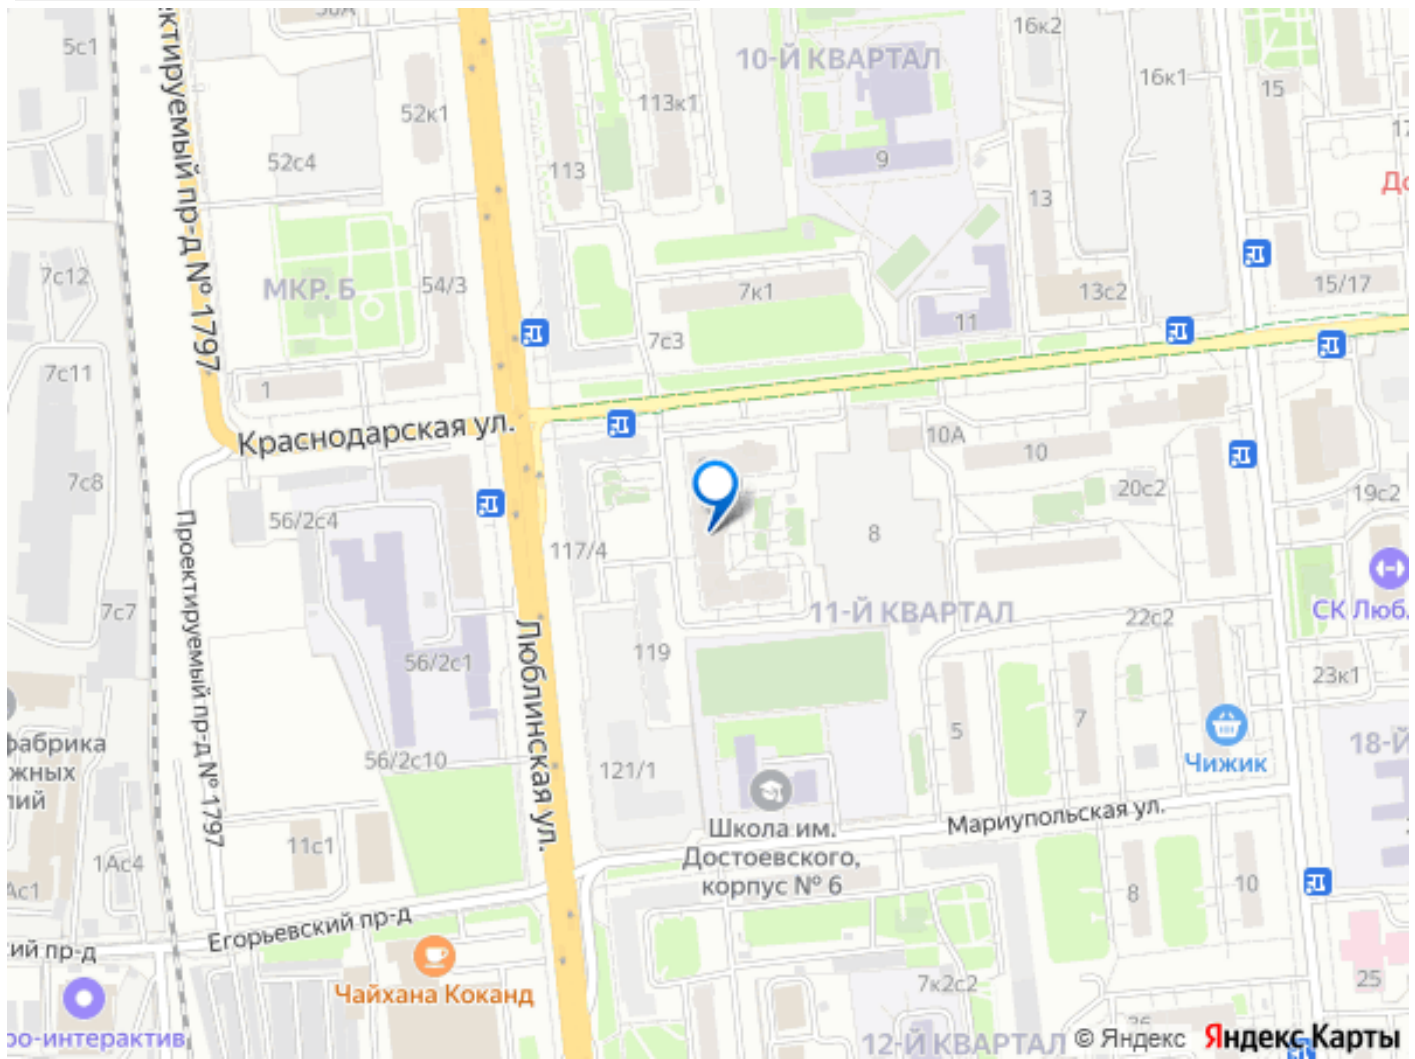 5с1
50А
16к2
10-Й КВАРТАЛ
16к1
15
ектируемый пр-д № 1797
52к1
113к1
52с4
113
9
13
До
7с12
МКР. Б
54/3
7к1
13с2
15/17
11
7с3
7с11
1
Краснодарская ул.
10А
10
7с8
56/2с4
20с2
19с2
117/4
8
Проектируемый пр-д № 1797
7с7
11-Й КВАРТАЛ
СК Люб.
22с2
Люблинская ул.
56/2с1
119
23к1
5
7
фабрика
жных
лий
56/2с10
121/1
Чижик
18-Й
Мариупольская ул.
11с1
1Ас4
Ас1
Школа им.
Достоевского,
корпус № 6
8
10
Егорьевский пр-д
ий пр-д
Чайхана Коканд
7к2с2
25
ро-интерактив
12-Й КВАРТАЛ
© Яндекс Яндекс Карты